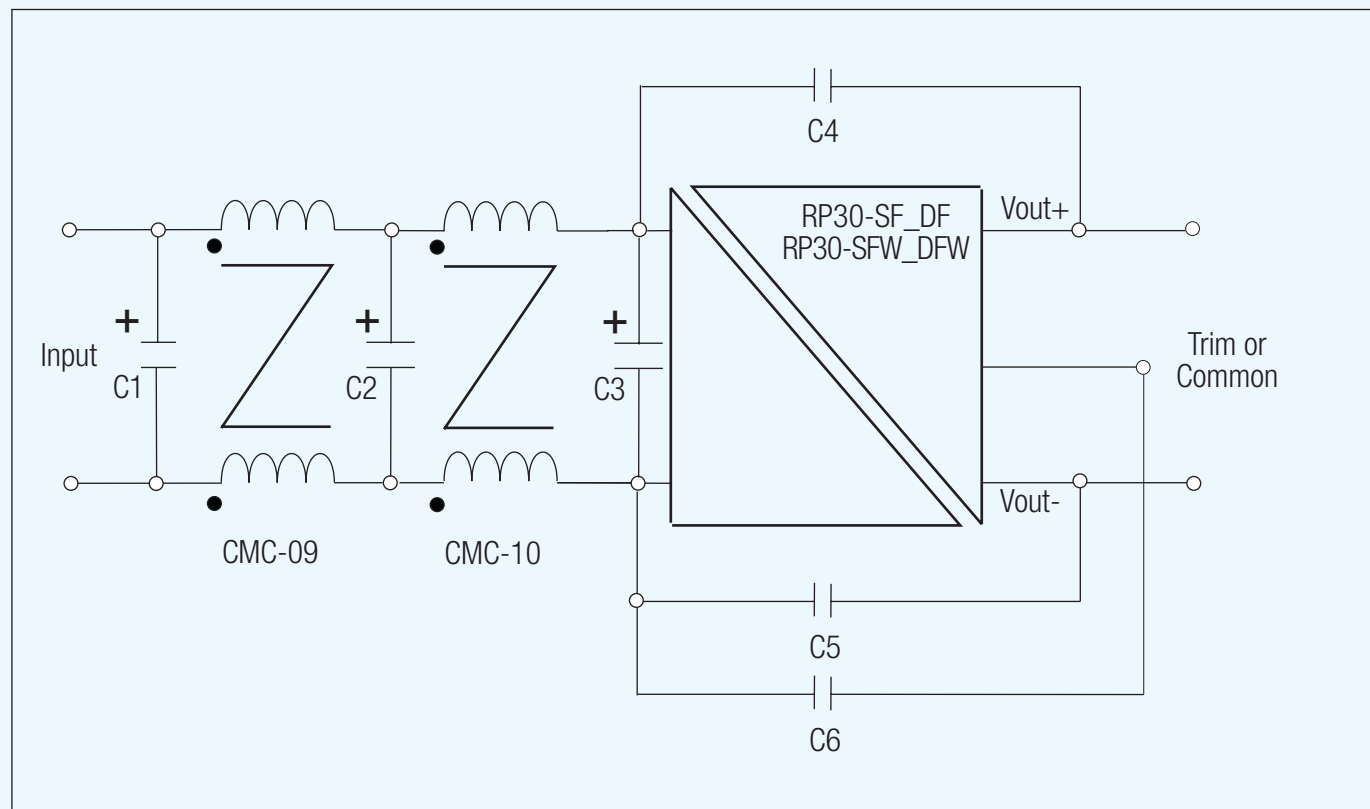 C4
RP30-SF_DF
RP30-SFW_DFW
Vout+
Input
+
C1
+
C2
+
C3
Trim or
Common
Vout-
CMC-09
CMC-10
C5
C6